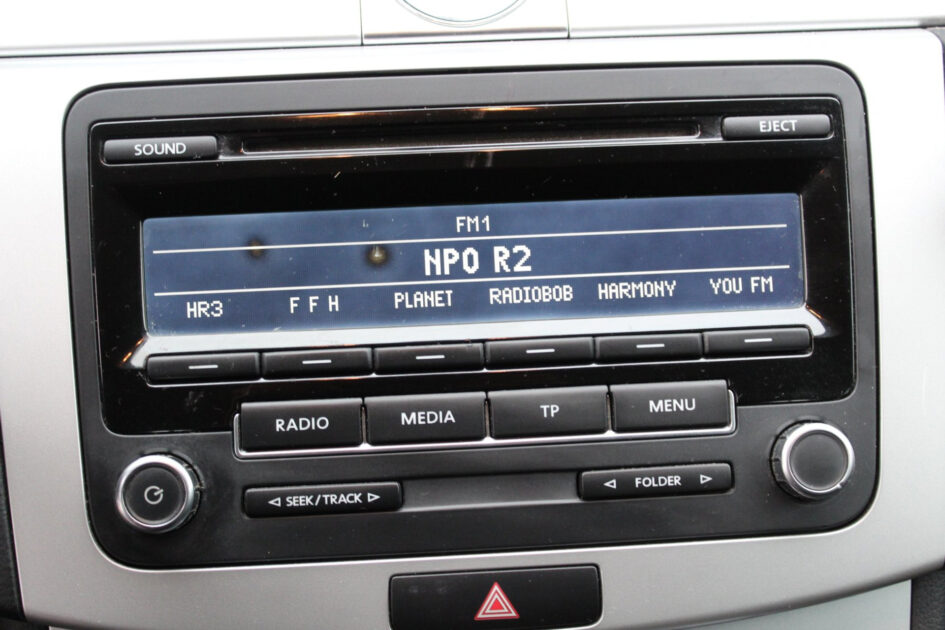 SOUND
EJECT
FM1
NPO R2
HR3 F F H PLANET RADIOBOB HARMONY YOU FM
RADIO MEDIA TP MENU
SEEK/TRACK FOLDER